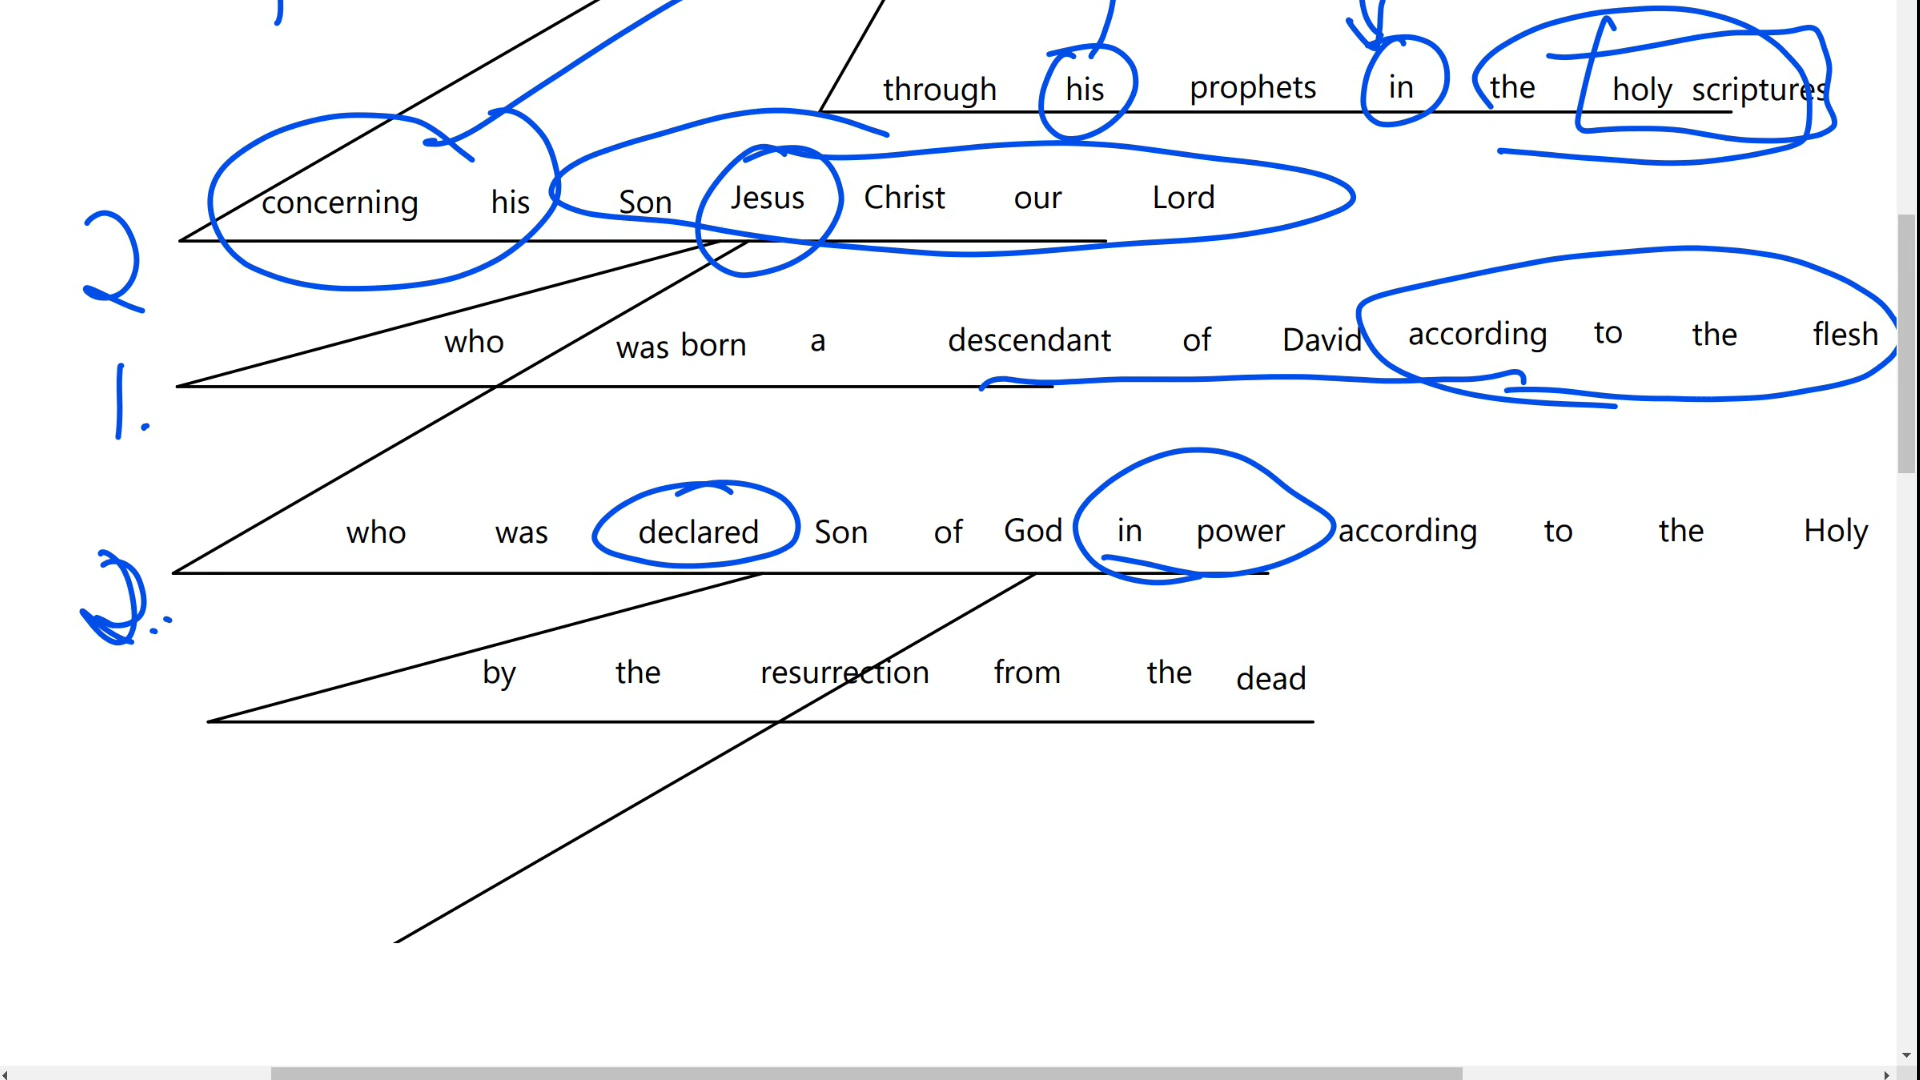 through his prophets in the holy scriptures
concerning his Son Jesus Christ our Lord
2
who was born a descendant of David according to the flesh
1.
who was declared Son of God in power according to the Holy
by the resurrection from the dead